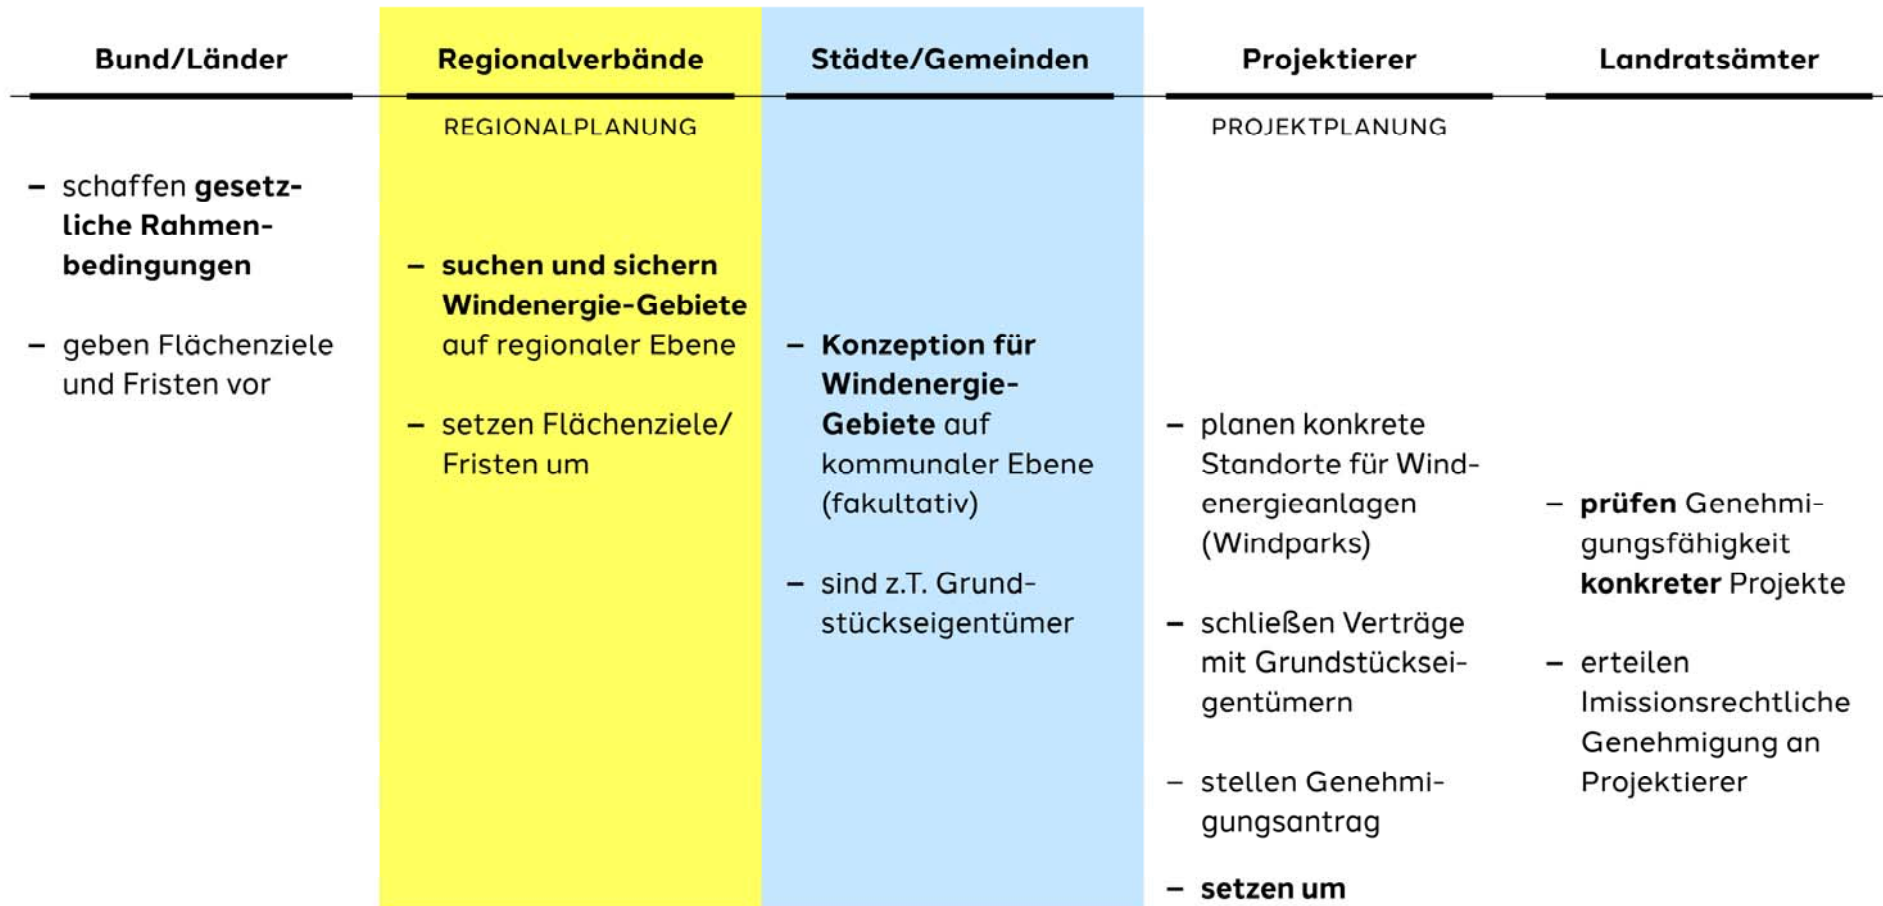 Bund/Länder
– schaffen gesetz-
liche Rahmen-
bedingungen
– geben Flächenziele
und Fristen vor
Regionalverbände
REGIONALPLANUNG
– suchen und sichern
Windenergie-Gebiete
auf regionaler Ebene
– setzen Flächenziele/
Fristen um
Städte/Gemeinden
– Konzeption für
Windenergie-
Gebiete auf
kommunaler Ebene
(fakultativ)
– sind z.T. Grund-
stückseigentümer
Projektierer
PROJEKTPLANUNG
– planen konkrete
Standorte für Wind-
energieanlagen
(Windparks)
– schließen Verträge
mit Grundstücksei-
gentümern
– stellen Genehmi-
gungsantrag
– setzen um
Landratsämter
– prüfen Genehmi-
gungsfähigkeit
konkreter Projekte
– erteilen
Imissionsrechtliche
Genehmigung an
Projektierer